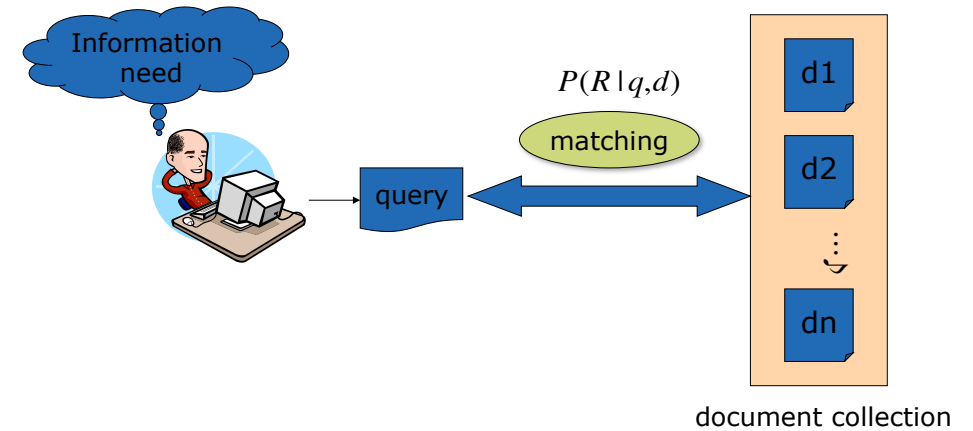 Information
need
P(R|q,d)
matching
query
d1
d2
...
dn
document collection